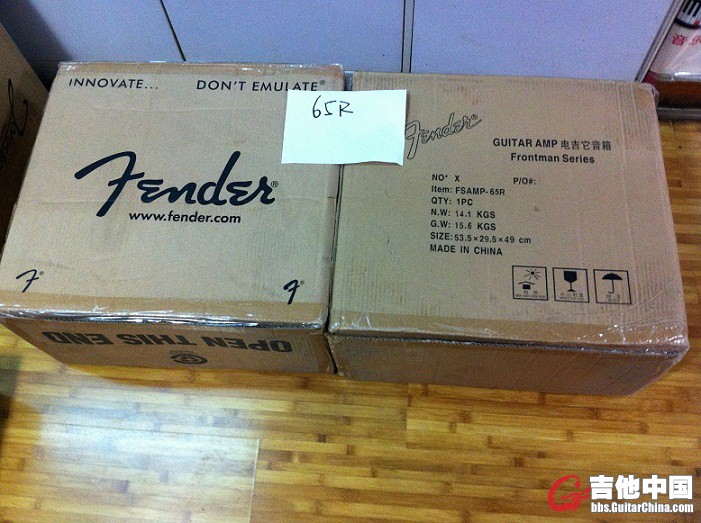 INNOVATE... DON'T EMULATE®
65R
Fender®
www.fender.com
F
F
OPEN THIS END
Fender
GUITAR AMP 电吉它音箱
Frontman Series
NO° X P/O#:
Item: FSAMP-65R
QTY: 1PC
N.W: 14.1 KGS
G.W: 15.6 KGS
SIZE: 53.5×29.5×49 cm
MADE IN CHINA
音乐
吉他中国
bbs.GuitarChina.com